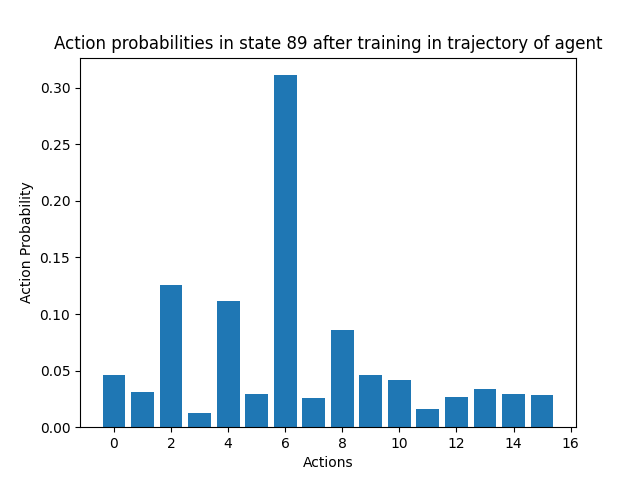 Action probabilities in state 89 after training in trajectory of agent
0.30
0.25
0.20
0.15
0.10
0.05
0.00
Action Probability
0 2 4 6 8 10 12 14 16
Actions